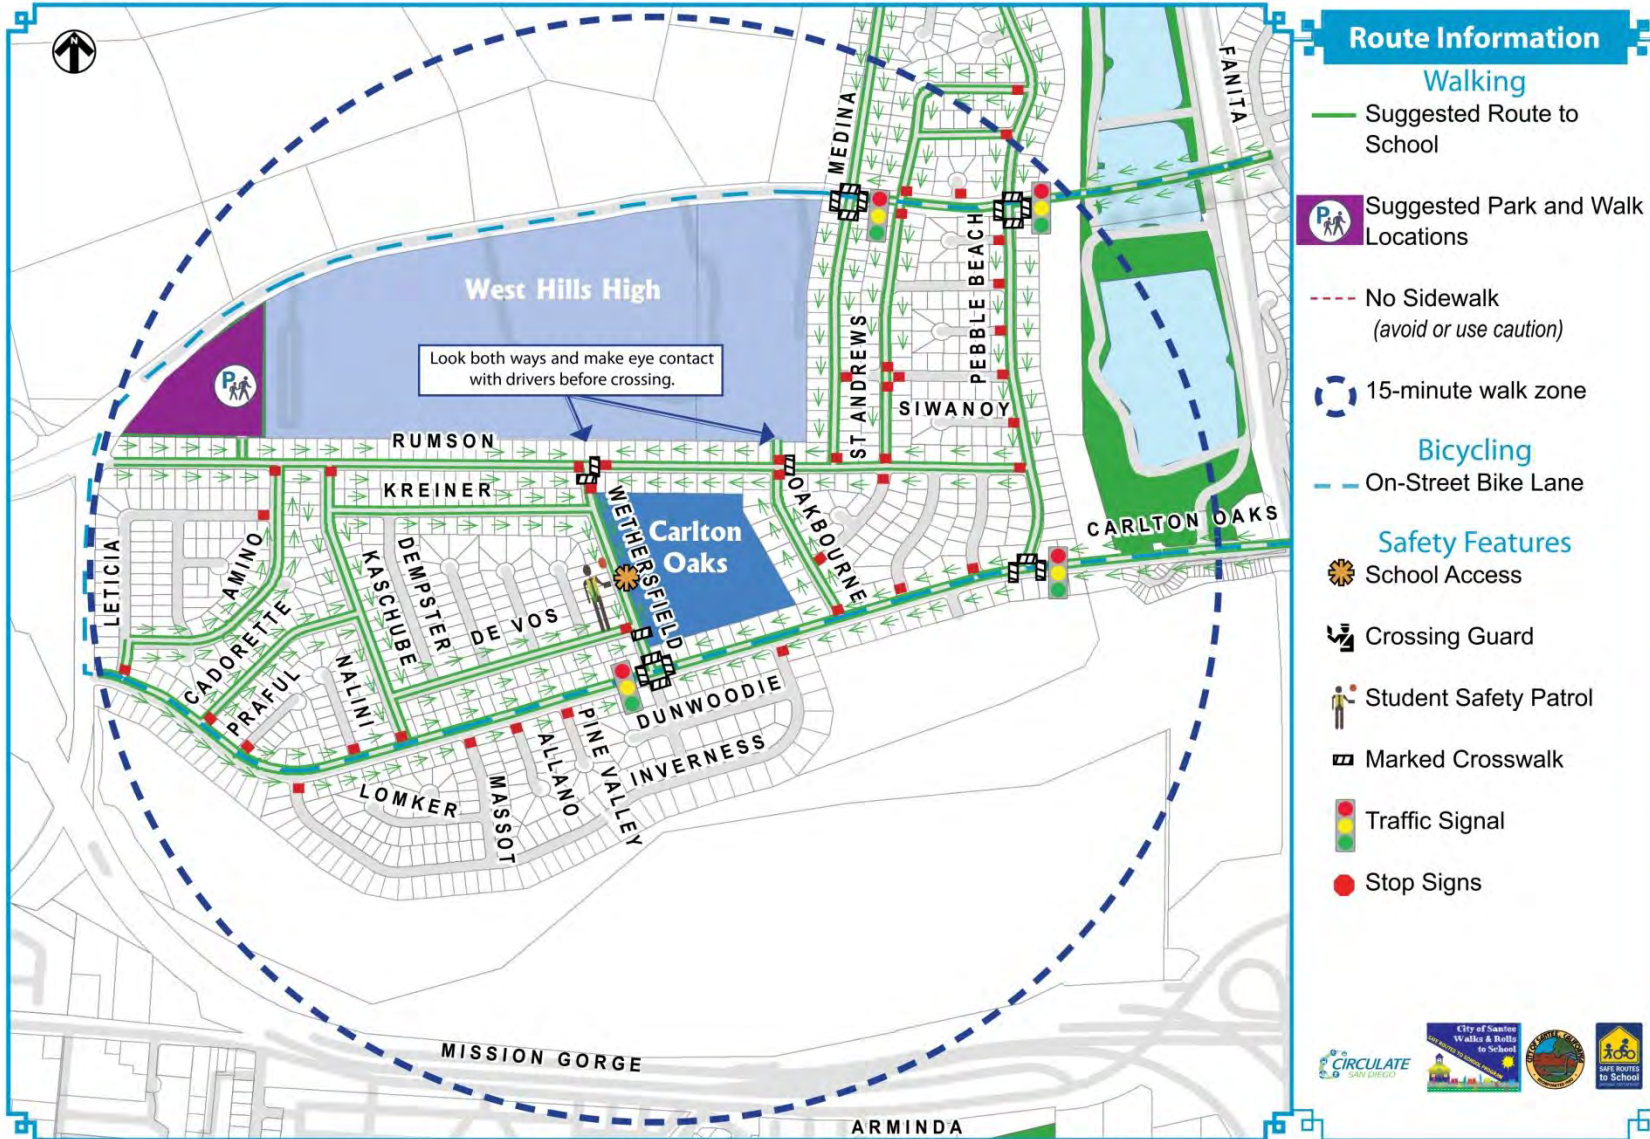 N
FANITA
MEDINA
West Hills High
PEBBLE BEACH
ST ANDREWS
Look both ways and make eye contact
with drivers before crossing.
P
SIWANOY
RUMSON
KREINER
WETHERSFIELD
OAKBOURNE
CARLTON OAKS
Carlton
Oaks
LETICIA
AMINO
DEMPSTER
KASCHUBE
CADORETTE
DE VOS
PRAFUL
NALINI
DUNWOODIE
PINE VALLEY
INVERNESS
ALLANO
LOMKER
MASSOT
MISSION GORGE
ARMINDA
Route Information
Walking
Suggested Route to
School
P
Suggested Park and Walk
Locations
No Sidewalk
(avoid or use caution)
15-minute walk zone
Bicycling
On-Street Bike Lane
Safety Features
School Access
Crossing Guard
Student Safety Patrol
Marked Crosswalk
Traffic Signal
Stop Signs
CIRCULATE
SAN DIEGO
City of Santee
Walks & Rolls
to School
SAFE ROUTES TO SCHOOL PROGRAM
SAFE ROUTES
to School